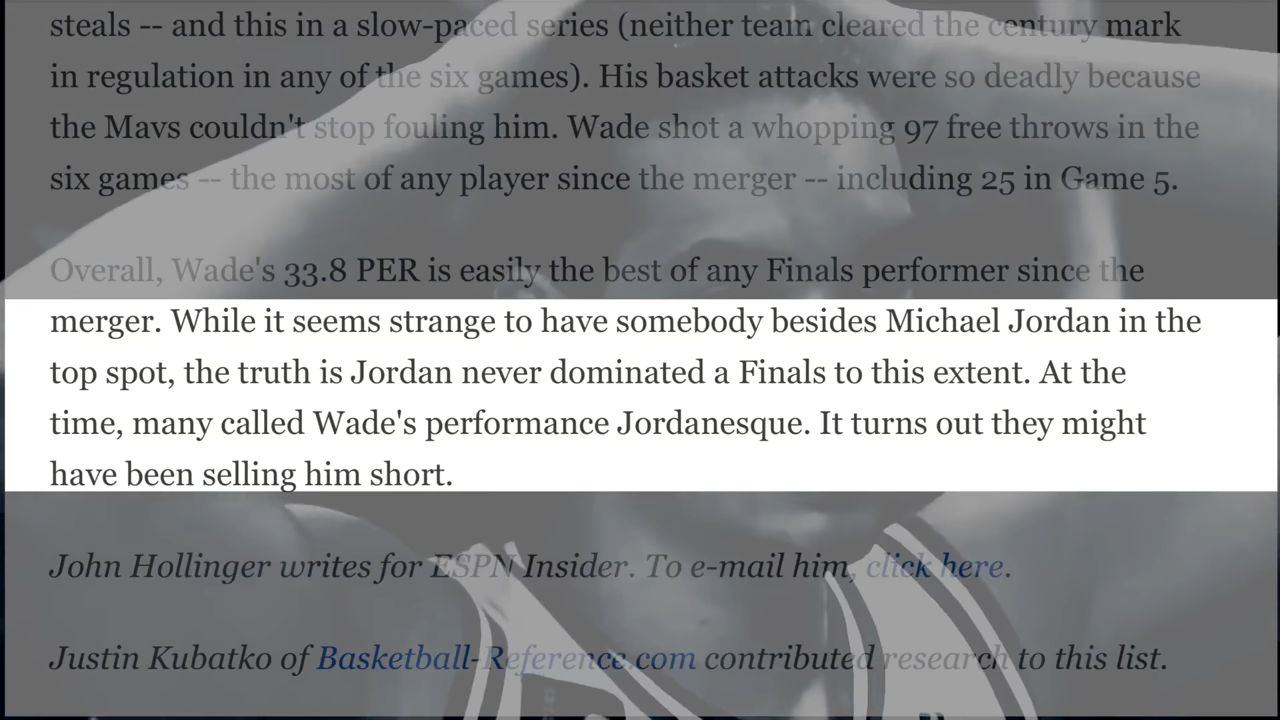 steals -- and this in a slow-paced series (neither team cleared the century mark
in regulation in any of the six games). His basket attacks were so deadly because
the Mavs couldn't stop fouling him. Wade shot a whopping 97 free throws in the
six games -- the most of any player since the merger -- including 25 in Game 5.
Overall, Wade's 33.8 PER is easily the best of any Finals performer since the
merger. While it seems strange to have somebody besides Michael Jordan in the
top spot, the truth is Jordan never dominated a Finals to this extent. At the
time, many called Wade's performance Jordanesque. It turns out they might
have been selling him short.
John Hollinger writes for ESPN Insider. To e-mail him, click here.
Justin Kubatko of Basketball-Reference.com contributed research to this list.